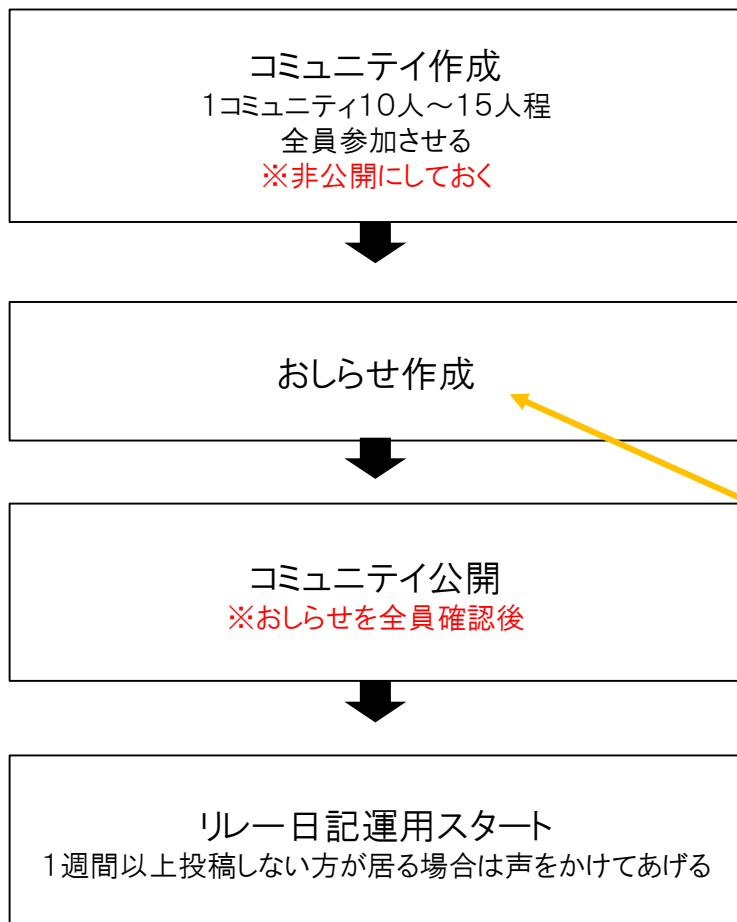 コミュニテイ作成
1コミュニティ10人～15人程
全員参加させる
※非公開にしておく
おしらせ作成
コミュニテイ公開
※おしらせを全員確認後
リレー日記運用スタート
1週間以上投稿しない方が居る場合は声をかけてあげる